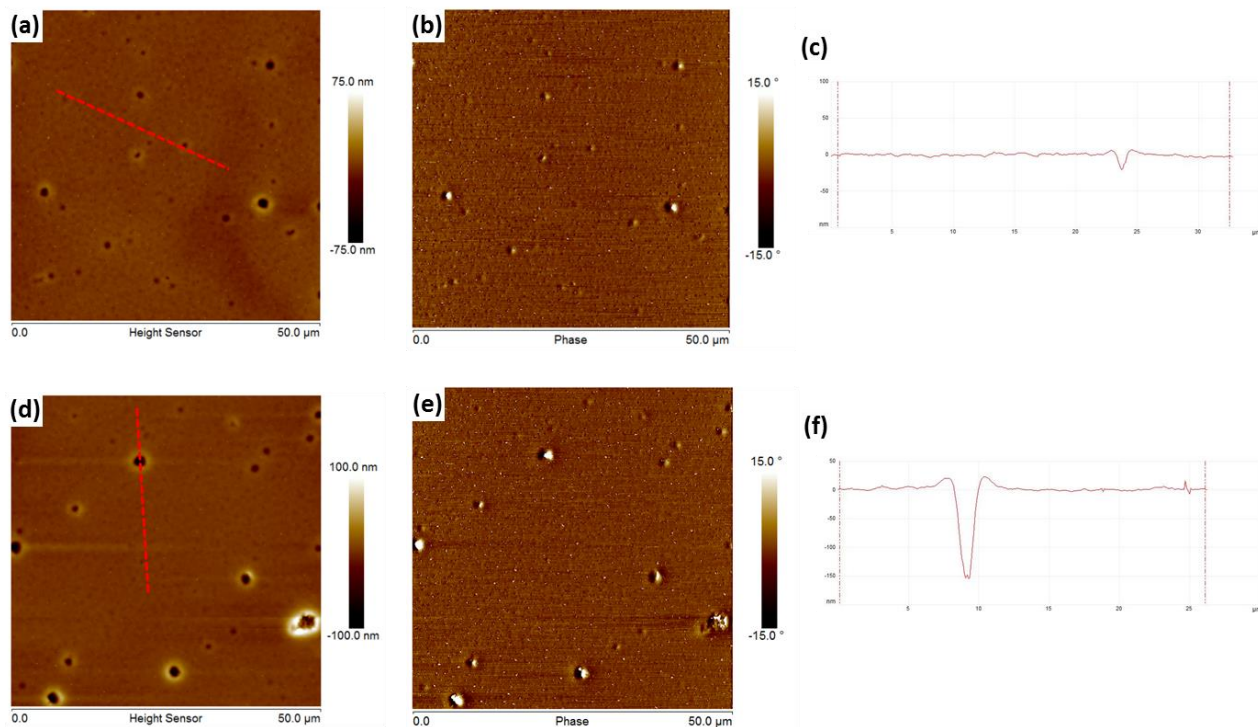 (a)
75.0 nm
-75.0 nm
0.0 Height Sensor 50.0 µm
(b)
15.0 °
-15.0 °
0.0 Phase 50.0 µm
(c)
100
50
0
-50
nm
5 10 15 20 25 30 µm
(d)
100.0 nm
-100.0 nm
0.0 Height Sensor 50.0 µm
(e)
15.0 °
-15.0 °
0.0 Phase 50.0 µm
(f)
50
0
-50
-100
-150
nm
5 10 15 20 25 µm